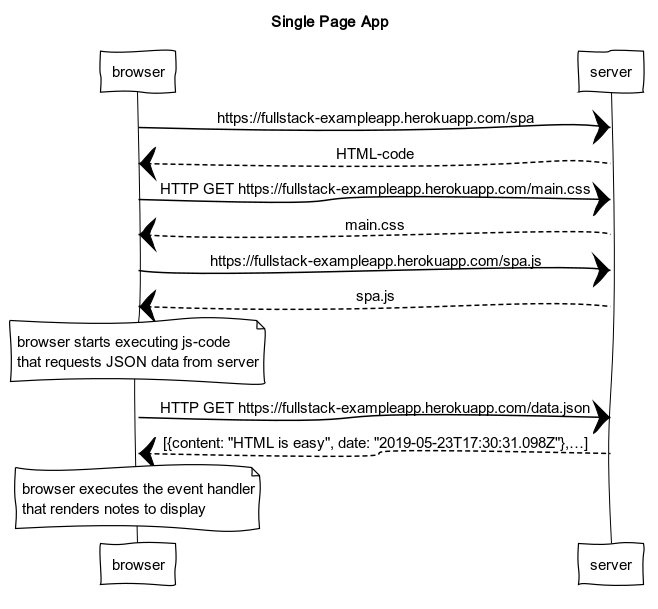 Single Page App
browser
server
https://fullstack-exampleapp.herokuapp.com/spa
HTML-code
HTTP GET https://fullstack-exampleapp.herokuapp.com/main.css
main.css
https://fullstack-exampleapp.herokuapp.com/spa.js
spa.js
browser starts executing js-code
that requests JSON data from server
HTTP GET https://fullstack-exampleapp.herokuapp.com/data.json
[{content: "HTML is easy", date: "2019-05-23T17:30:31.098Z"},…]
browser executes the event handler
that renders notes to display
browser
server